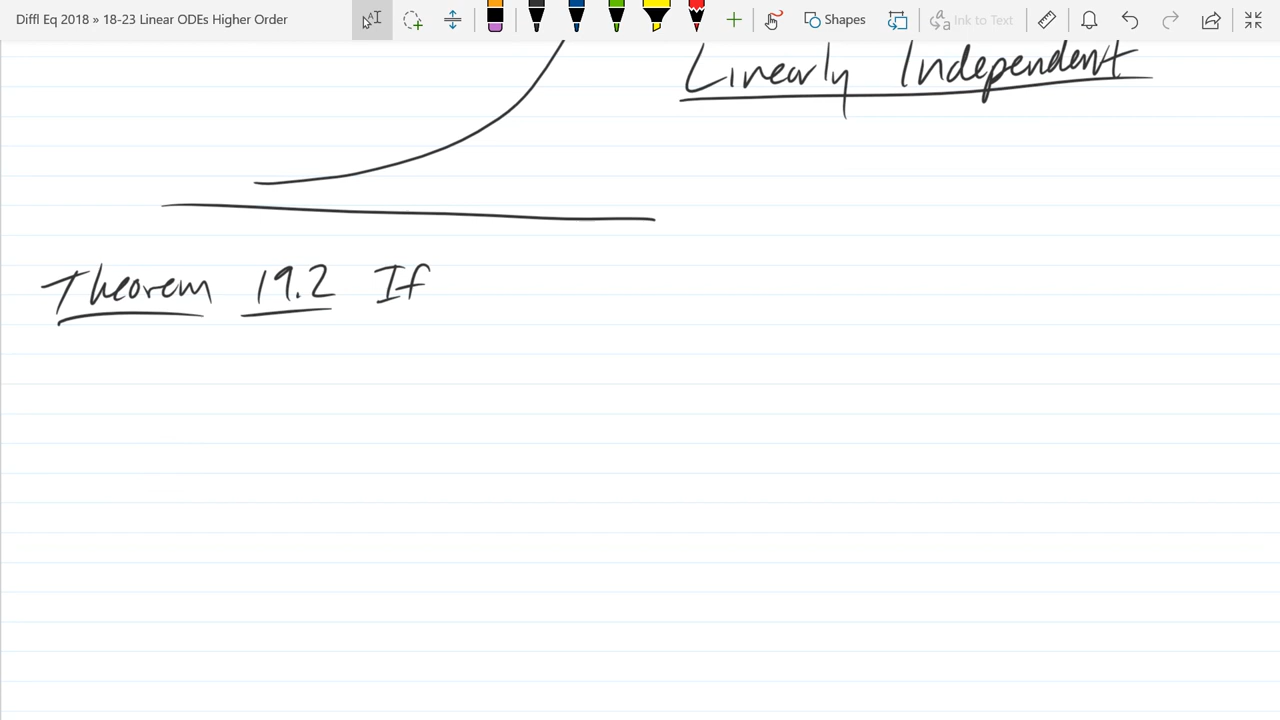 Diffl Eq 2018 » 18-23 Linear ODEs Higher Order
Shapes
Ink to Text
Linearly Independent
Theorem 19.2 If